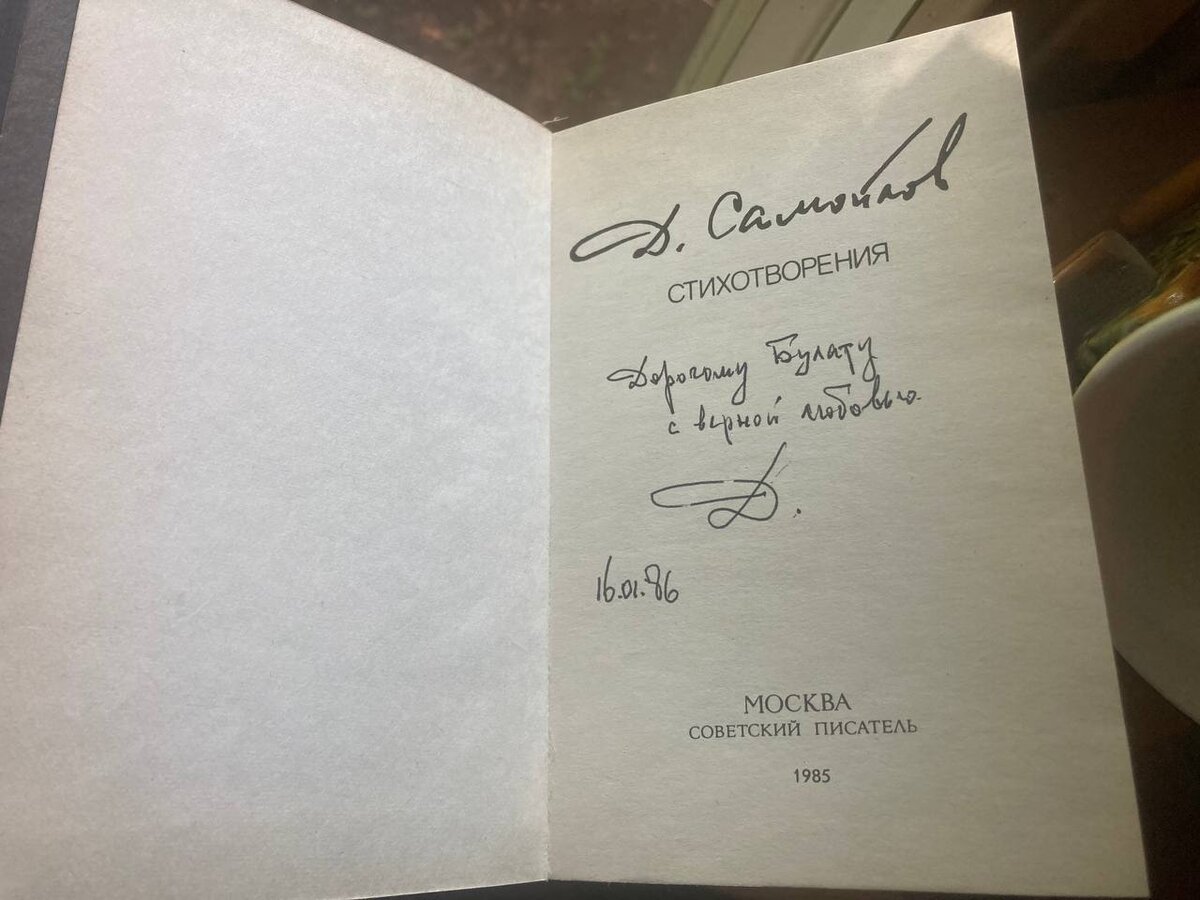 Д. Самойлов
СТИХОТВОРЕНИЯ
Дорогому Булату
с верной любовью.
Д.
16.01.86
МОСКВА
СОВЕТСКИЙ ПИСАТЕЛЬ
1985